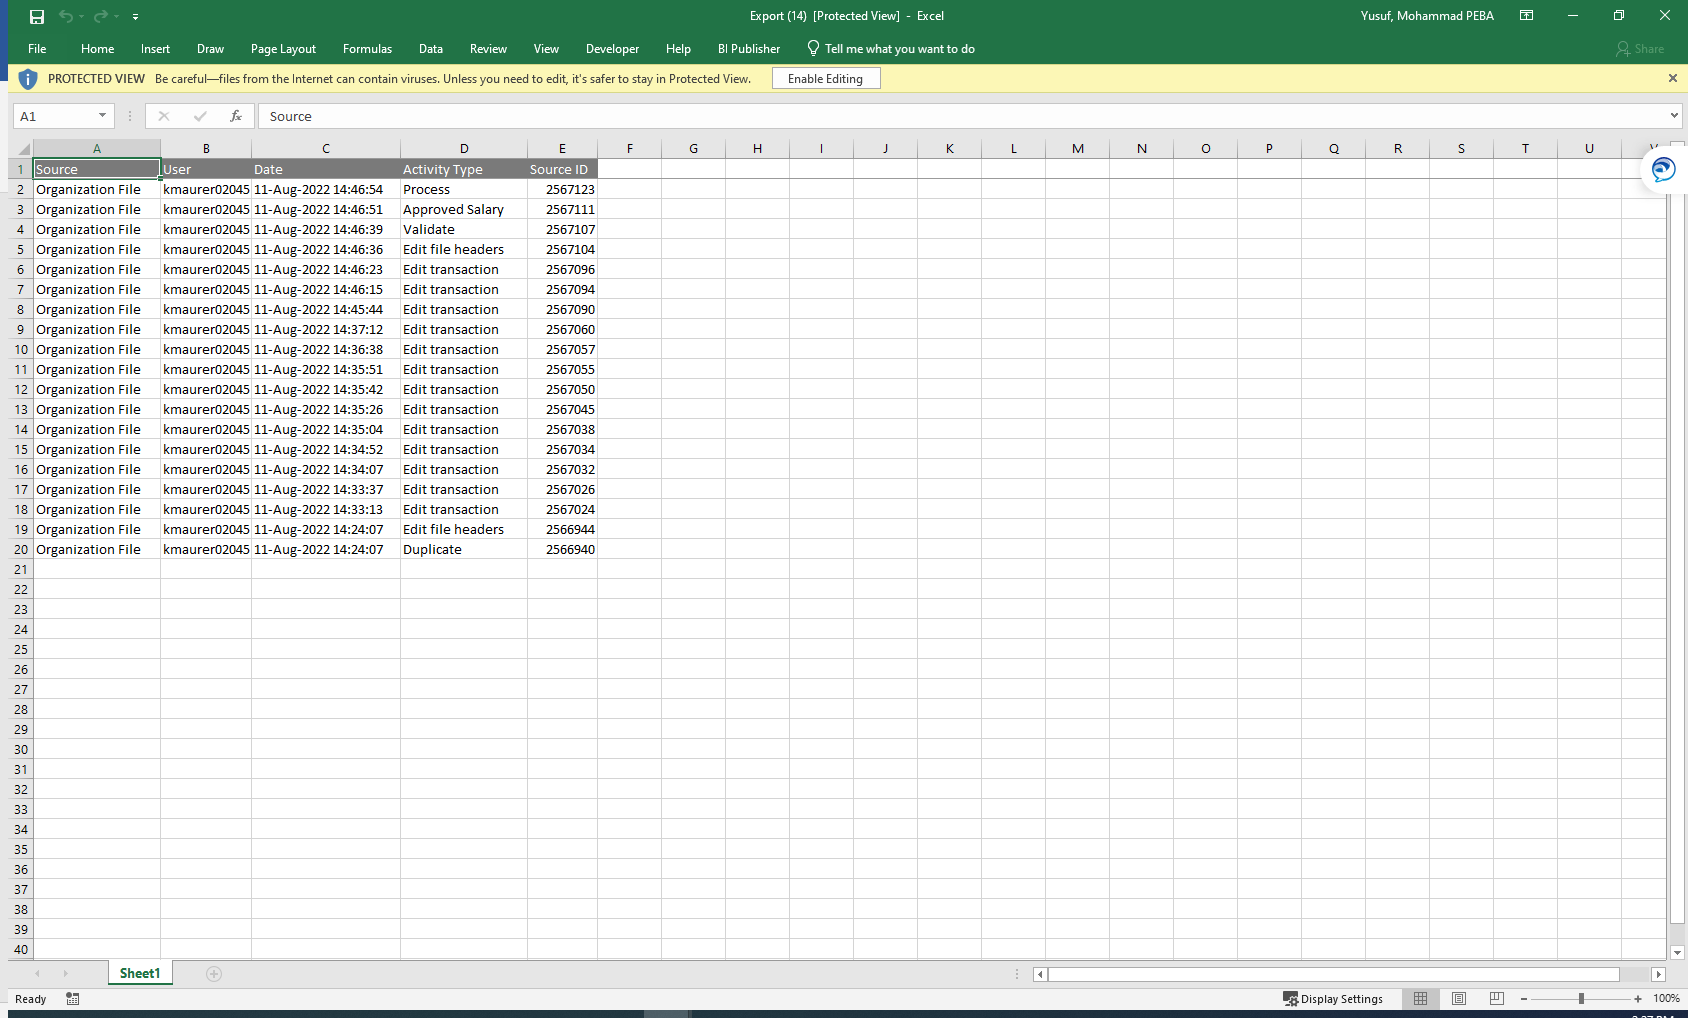 Export (14)  [Protected View]  -  Excel
Yusuf, Mohammad PEBA
File Home Insert Draw Page Layout Formulas Data Review View Developer Help BI Publisher Tell me what you want to do Share
PROTECTED VIEW Be careful—files from the Internet can contain viruses. Unless you need to edit, it's safer to stay in Protected View. Enable Editing
A1 fx Source
A B C D E F G H I J K L M N O P Q R S T U V
1 Source User Date Activity Type Source ID
2 Organization File kmaurer02045 11-Aug-2022 14:46:54 Process 2567123
3 Organization File kmaurer02045 11-Aug-2022 14:46:51 Approved Salary 2567111
4 Organization File kmaurer02045 11-Aug-2022 14:46:39 Validate 2567107
5 Organization File kmaurer02045 11-Aug-2022 14:46:36 Edit file headers 2567104
6 Organization File kmaurer02045 11-Aug-2022 14:46:23 Edit transaction 2567096
7 Organization File kmaurer02045 11-Aug-2022 14:46:15 Edit transaction 2567094
8 Organization File kmaurer02045 11-Aug-2022 14:45:44 Edit transaction 2567090
9 Organization File kmaurer02045 11-Aug-2022 14:37:12 Edit transaction 2567060
10 Organization File kmaurer02045 11-Aug-2022 14:36:38 Edit transaction 2567057
11 Organization File kmaurer02045 11-Aug-2022 14:35:51 Edit transaction 2567055
12 Organization File kmaurer02045 11-Aug-2022 14:35:42 Edit transaction 2567050
13 Organization File kmaurer02045 11-Aug-2022 14:35:26 Edit transaction 2567045
14 Organization File kmaurer02045 11-Aug-2022 14:35:04 Edit transaction 2567038
15 Organization File kmaurer02045 11-Aug-2022 14:34:52 Edit transaction 2567034
16 Organization File kmaurer02045 11-Aug-2022 14:34:07 Edit transaction 2567032
17 Organization File kmaurer02045 11-Aug-2022 14:33:37 Edit transaction 2567026
18 Organization File kmaurer02045 11-Aug-2022 14:33:13 Edit transaction 2567024
19 Organization File kmaurer02045 11-Aug-2022 14:24:07 Edit file headers 2566944
20 Organization File kmaurer02045 11-Aug-2022 14:24:07 Duplicate 2566940
21
22
23
24
25
26
27
28
29
30
31
32
33
34
35
36
37
38
39
40
Sheet1
Ready Display Settings 100%